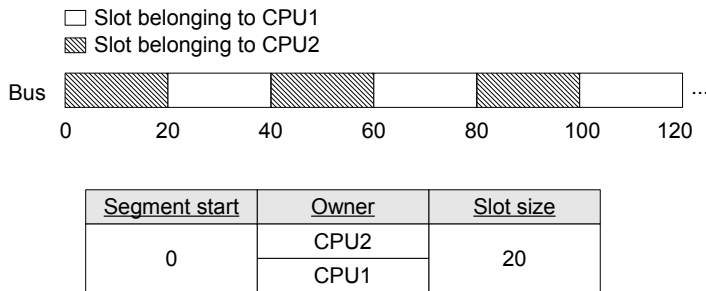 Slot belonging to CPU1
Slot belonging to CPU2
Bus ...
0 20 40 60 80 100 120
Segment start Owner Slot size
0 CPU2 20
CPU1